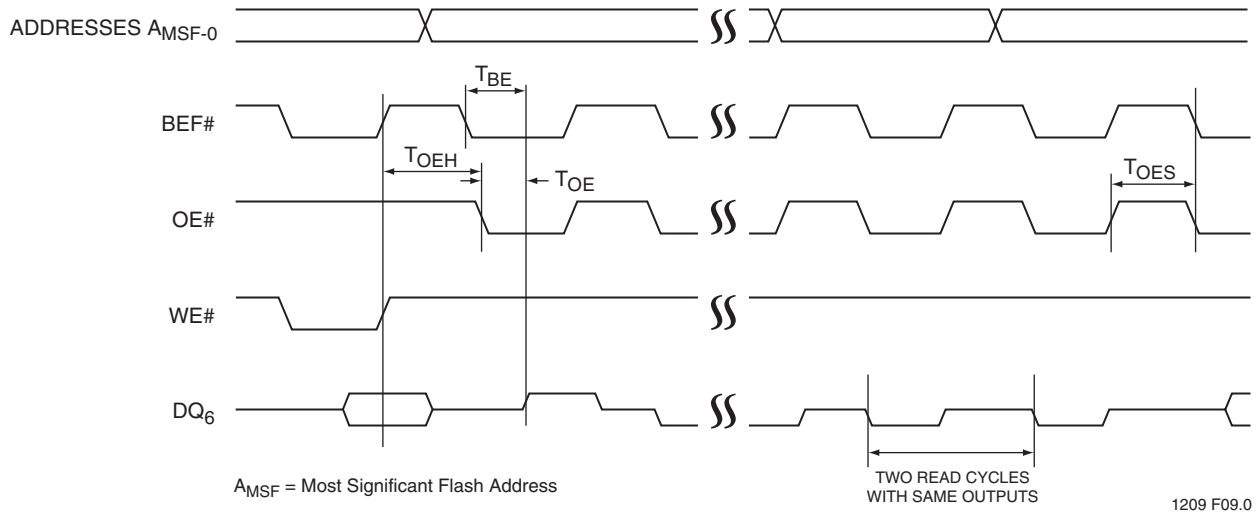 ADDRESSES AMSF-0
TBE
BEF#
TOEH
TOE
TOES
OE#
WE#
DQ6
AMSF = Most Significant Flash Address
TWO READ CYCLES
WITH SAME OUTPUTS
1209 F09.0